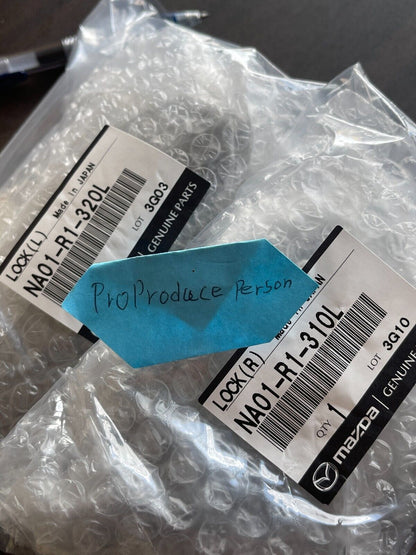 LOCK(L) Made in JAPAN
NA01-R1-320L
LOT 3G03
GENUINE PARTS
ProProduce Person
LOCK(R)
NA01-R1-310L
QTY 1
LOT 3G10
mazda GENUINE